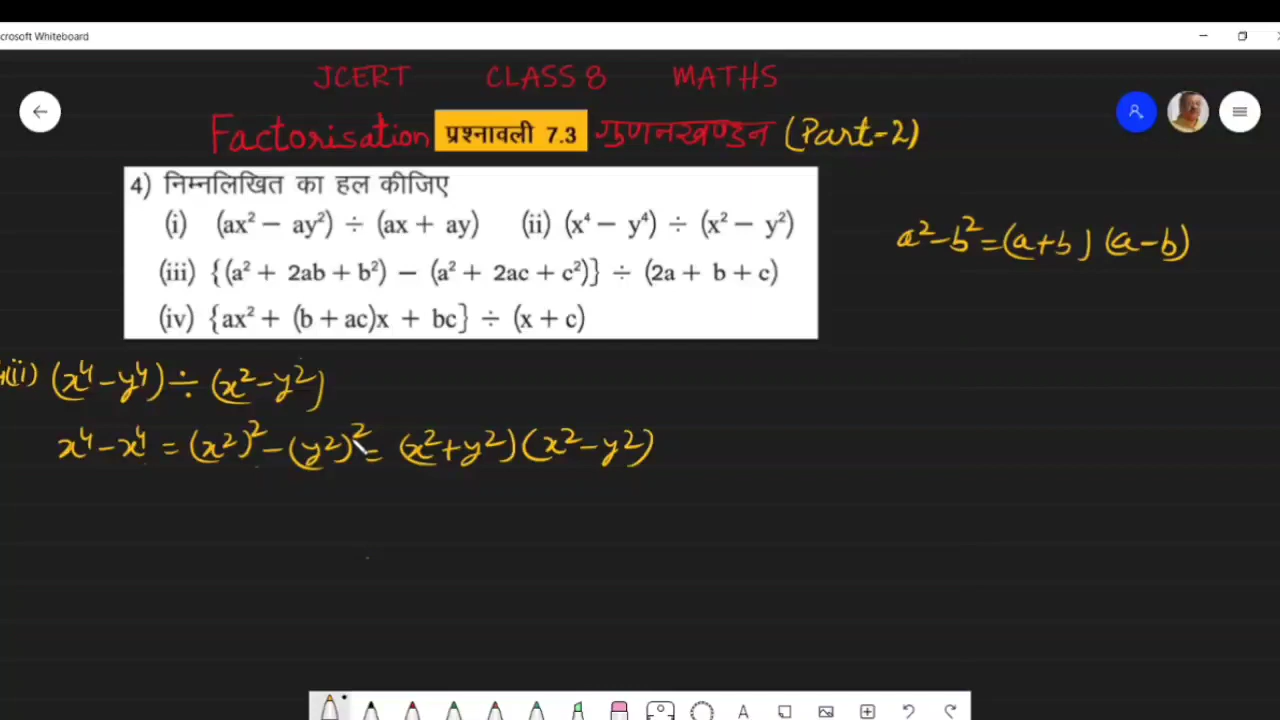 crosoft Whiteboard
JCERT CLASS 8 MATHS
Factorisation प्रश्नावली 7.3 गुणनखण्डन (Part-2)
4) निम्नलिखित का हल कीजिए
(i) (ax² − ay²) ÷ (ax + ay) (ii) (x⁴ − y⁴) ÷ (x² − y²)
a²-b²=(a+b) (a-b)
(iii) {(a² + 2ab + b²) − (a² + 2ac + c²)} ÷ (2a + b + c)
(iv) {ax² + (b + ac)x + bc} ÷ (x + c)
(ii) (x⁴-y⁴) ÷ (x²-y²)
x⁴-x⁴ = (x²)² - (y²)² = (x²+y²) (x²-y²)